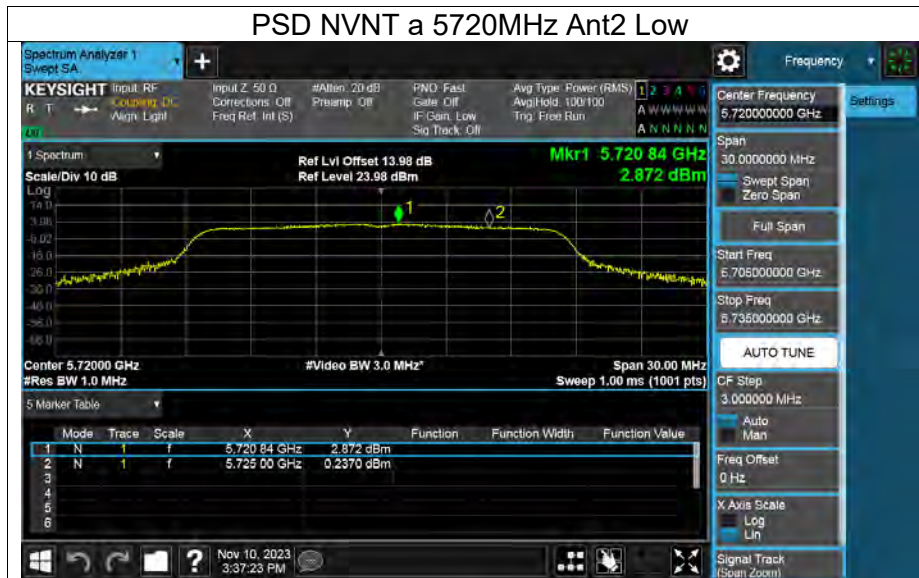 PSD NVNT a 5720MHz Ant2 Low
Spectrum Analyzer 1
Swept SA
+
Frequency
KEYSIGHT
R T
Input: RF
Coupling: DC
Align: Light
Input Z: 50 Ω
Corrections: Off
Freq Ref: Int (S)
#Atten: 20 dB
Preamp: Off
PNO: Fast
Gate: Off
IF Gain: Low
Sig Track: Off
Avg Type: Power (RMS)
Avg|Hold: 100/100
Trig: Free Run
1 2 3 4 5 6
A W W W W W
A N N N N N
1 Spectrum
Scale/Div 10 dB
Ref Lvl Offset 13.98 dB
Ref Level 23.98 dBm
Mkr1 5.720 84 GHz
2.872 dBm
Log
1
2
Center 5.72000 GHz
#Res BW 1.0 MHz
#Video BW 3.0 MHz*
Span 30.00 MHz
Sweep 1.00 ms (1001 pts)
5 Marker Table
Mode Trace Scale X Y Function Function Width Function Value
1 N 1 f 5.720 84 GHz 2.872 dBm
2 N 1 f 5.725 00 GHz 0.2370 dBm
3
4
5
6
?
Nov 10, 2023
3:37:23 PM
Center Frequency
5.720000000 GHz
Settings
Span
30.0000000 MHz
Swept Span
Zero Span
Full Span
Start Freq
5.705000000 GHz
Stop Freq
5.735000000 GHz
AUTO TUNE
CF Step
3.000000 MHz
Auto
Man
Freq Offset
0 Hz
X Axis Scale
Log
Lin
Signal Track
(Span Zoom)